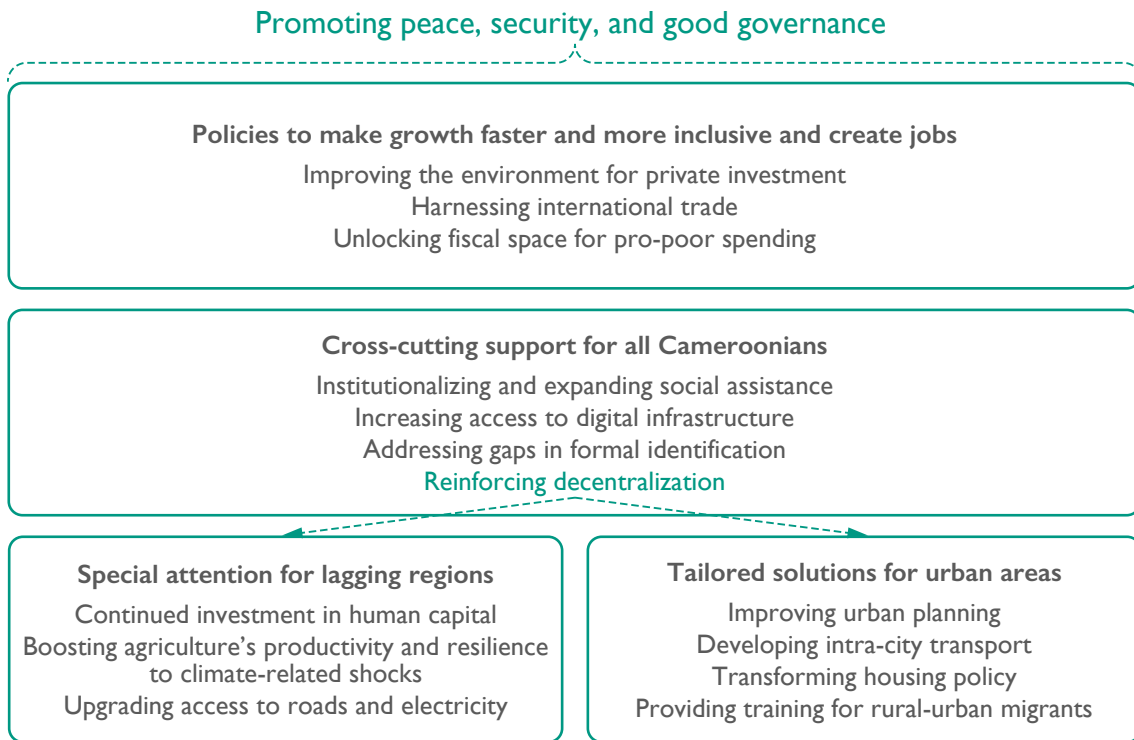 Promoting peace, security, and good governance
Policies to make growth faster and more inclusive and create jobs
Improving the environment for private investment
Harnessing international trade
Unlocking fiscal space for pro-poor spending
Cross-cutting support for all Cameroonians
Institutionalizing and expanding social assistance
Increasing access to digital infrastructure
Addressing gaps in formal identification
Reinforcing decentralization
Special attention for lagging regions
Continued investment in human capital
Boosting agriculture’s productivity and resilience
to climate-related shocks
Upgrading access to roads and electricity
Tailored solutions for urban areas
Improving urban planning
Developing intra-city transport
Transforming housing policy
Providing training for rural-urban migrants